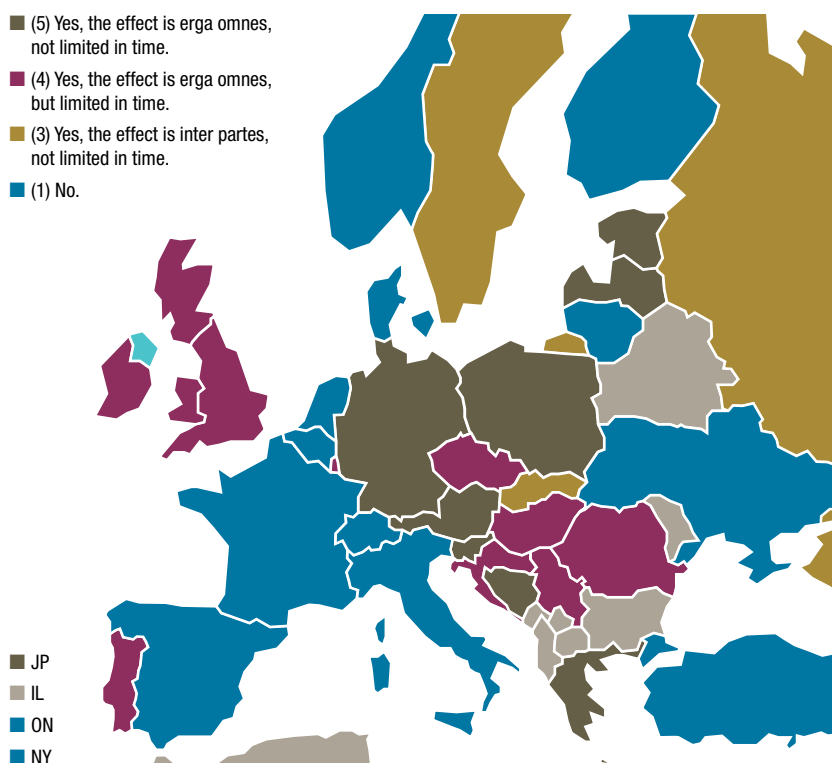 (5) Yes, the effect is erga omnes,
not limited in time.
(4) Yes, the effect is erga omnes,
but limited in time.
(3) Yes, the effect is inter partes,
not limited in time.
(1) No.
JP
IL
ON
NY